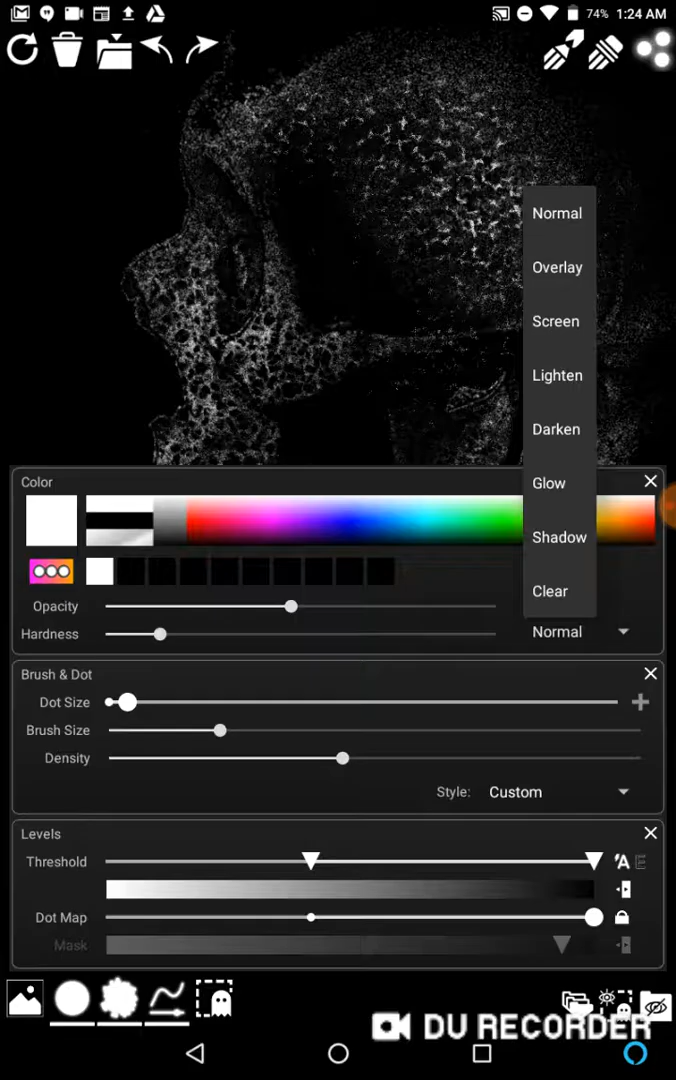 74% 1:24 AM
Normal
Overlay
Screen
Lighten
Darken
Glow
Shadow
Clear
Color
Opacity
Hardness
Normal
Brush & Dot
Dot Size
Brush Size
Density
Style: Custom
Levels
Threshold
A E
Dot Map
Mask
DU RECORDER